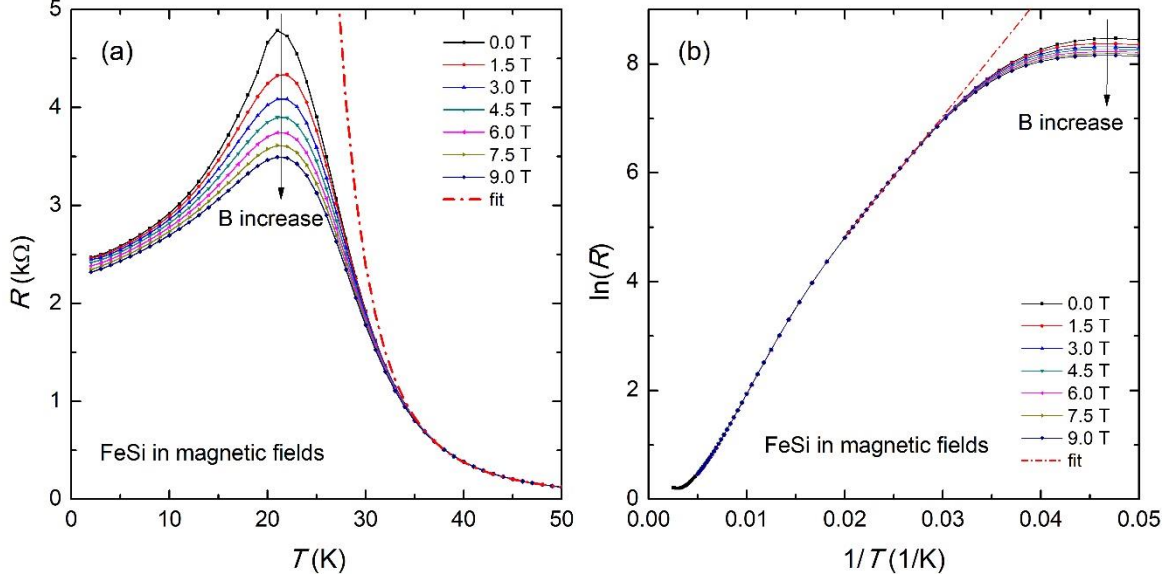 (a)
0.0 T
1.5 T
3.0 T
4.5 T
6.0 T
7.5 T
9.0 T
fit
B increase
FeSi in magnetic fields
R (kΩ)
5
4
3
2
1
0
0 10 20 30 40 50
T (K)
(b)
B increase
0.0 T
1.5 T
3.0 T
4.5 T
6.0 T
7.5 T
9.0 T
fit
FeSi in magnetic fields
ln(R)
8
6
4
2
0
0.00 0.01 0.02 0.03 0.04 0.05
1/T (1/K)